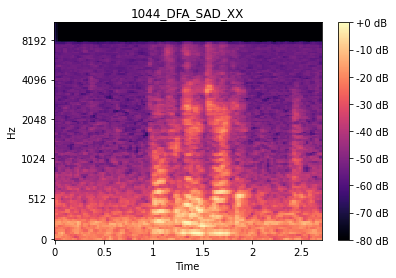 1044_DFA_SAD_XX
+0 dB
8192
-10 dB
4096
-20 dB
-30 dB
2048
Hz
-40 dB
1024
-50 dB
512
-60 dB
-70 dB
0
-80 dB
0 0.5 1 1.5 2 2.5
Time